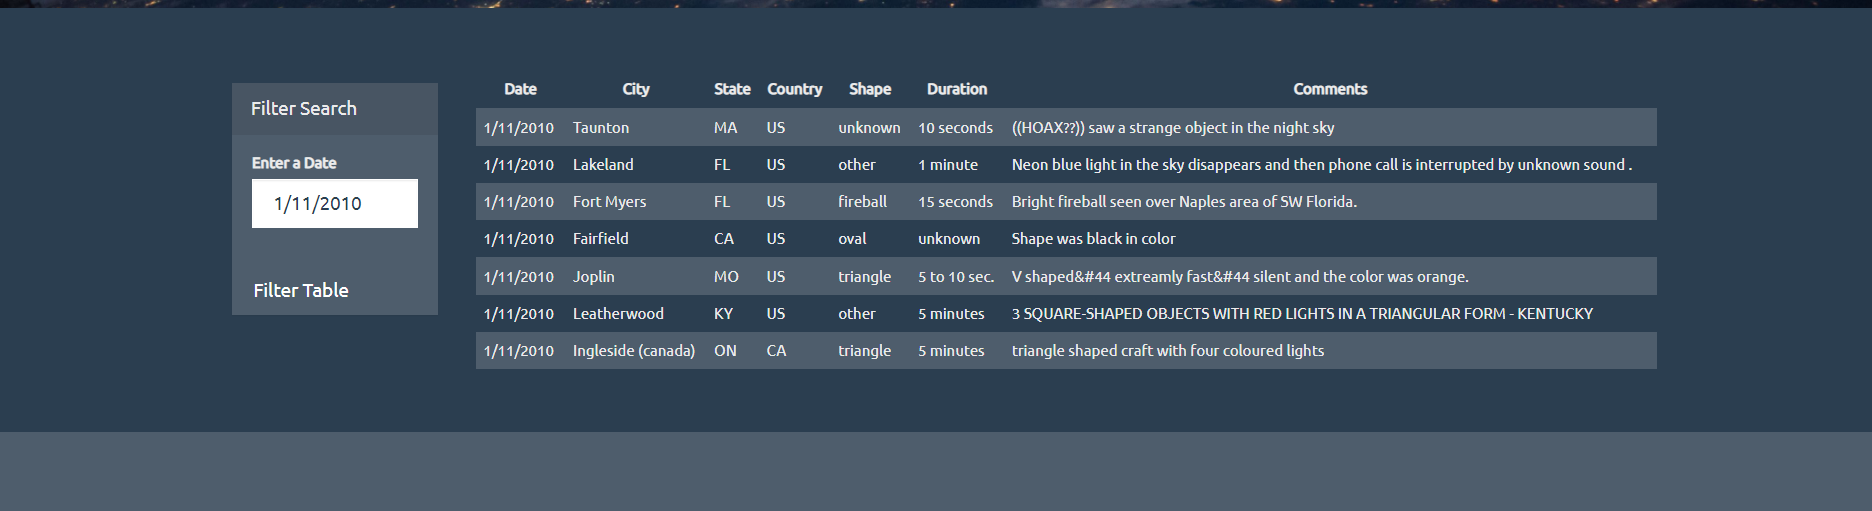 Filter Search
Enter a Date
1/11/2010
Filter Table
Date City State Country Shape Duration Comments
1/11/2010 Taunton MA US unknown 10 seconds ((HOAX??)) saw a strange object in the night sky
1/11/2010 Lakeland FL US other 1 minute Neon blue light in the sky disappears and then phone call is interrupted by unknown sound .
1/11/2010 Fort Myers FL US fireball 15 seconds Bright fireball seen over Naples area of SW Florida.
1/11/2010 Fairfield CA US oval unknown Shape was black in color
1/11/2010 Joplin MO US triangle 5 to 10 sec. V shaped&#44 extreamly fast&#44 silent and the color was orange.
1/11/2010 Leatherwood KY US other 5 minutes 3 SQUARE-SHAPED OBJECTS WITH RED LIGHTS IN A TRIANGULAR FORM - KENTUCKY
1/11/2010 Ingleside (canada) ON CA triangle 5 minutes triangle shaped craft with four coloured lights